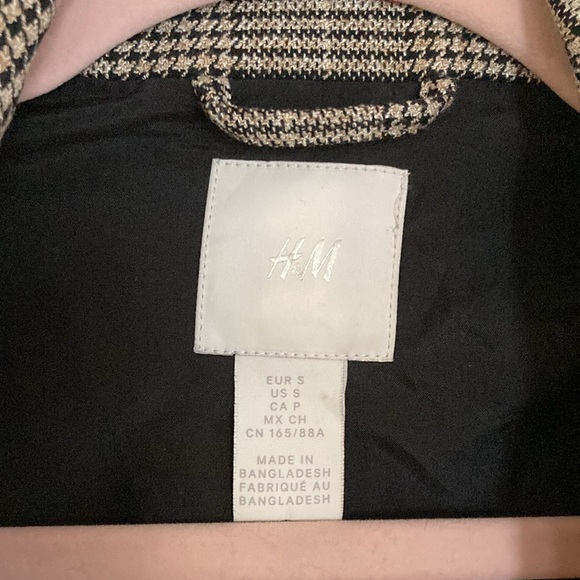 H&M
EUR S
US S
CA P
MX CH
CN 165/88A
MADE IN
BANGLADESH
FABRIQUÉ AU
BANGLADESH